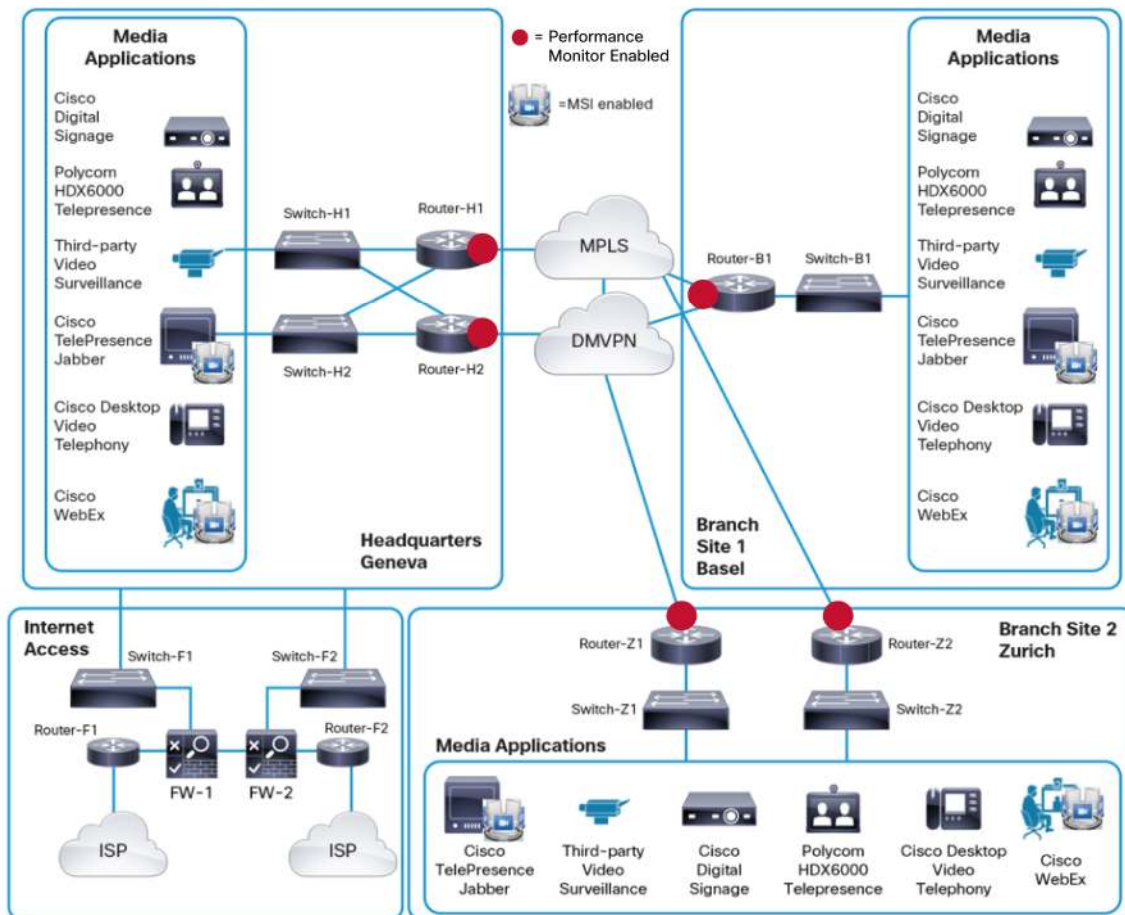 Media
Applications
Cisco
Digital
Signage
Polycom
HDX6000
Telepresence
Third-party
Video
Surveillance
Cisco
TelePresence
Jabber
Cisco Desktop
Video
Telephony
Cisco
WebEx
Switch-H1
Router-H1
Switch-H2
Router-H2
Headquarters
Geneva
= Performance
Monitor Enabled
=MSI enabled
MPLS
DMVPN
Router-B1
Switch-B1
Branch
Site 1
Basel
Media
Applications
Cisco
Digital
Signage
Polycom
HDX6000
Telepresence
Third-party
Video
Surveillance
Cisco
TelePresence
Jabber
Cisco Desktop
Video
Telephony
Cisco
WebEx
Internet
Access
Switch-F1
Switch-F2
Router-F1
Router-F2
FW-1
FW-2
ISP
ISP
Branch Site 2
Zurich
Router-Z1
Router-Z2
Switch-Z1
Switch-Z2
Media Applications
Cisco
TelePresence
Jabber
Third-party
Video
Surveillance
Cisco
Digital
Signage
Polycom
HDX6000
Telepresence
Cisco Desktop
Video
Telephony
Cisco
WebEx